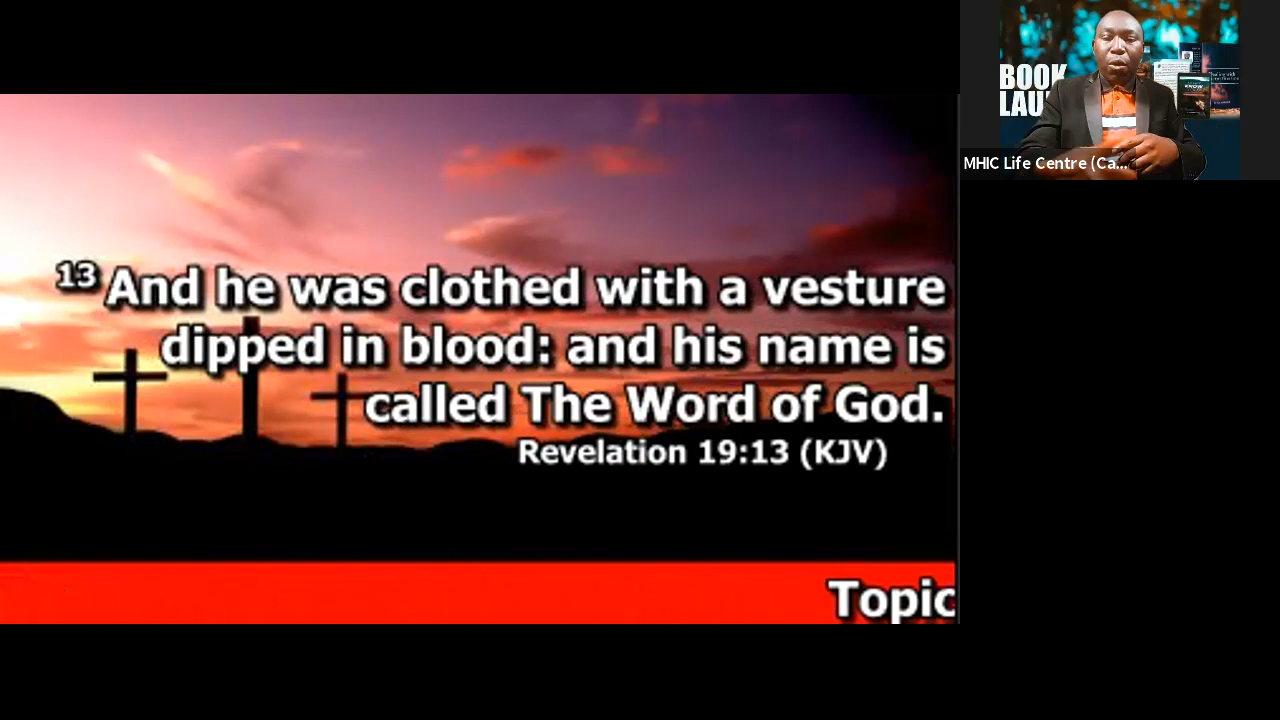 13 And he was clothed with a vesture
dipped in blood: and his name is
called The Word of God.
Revelation 19:13 (KJV)
Topic
BOOK
LAU
MHIC Life Centre (Ca...